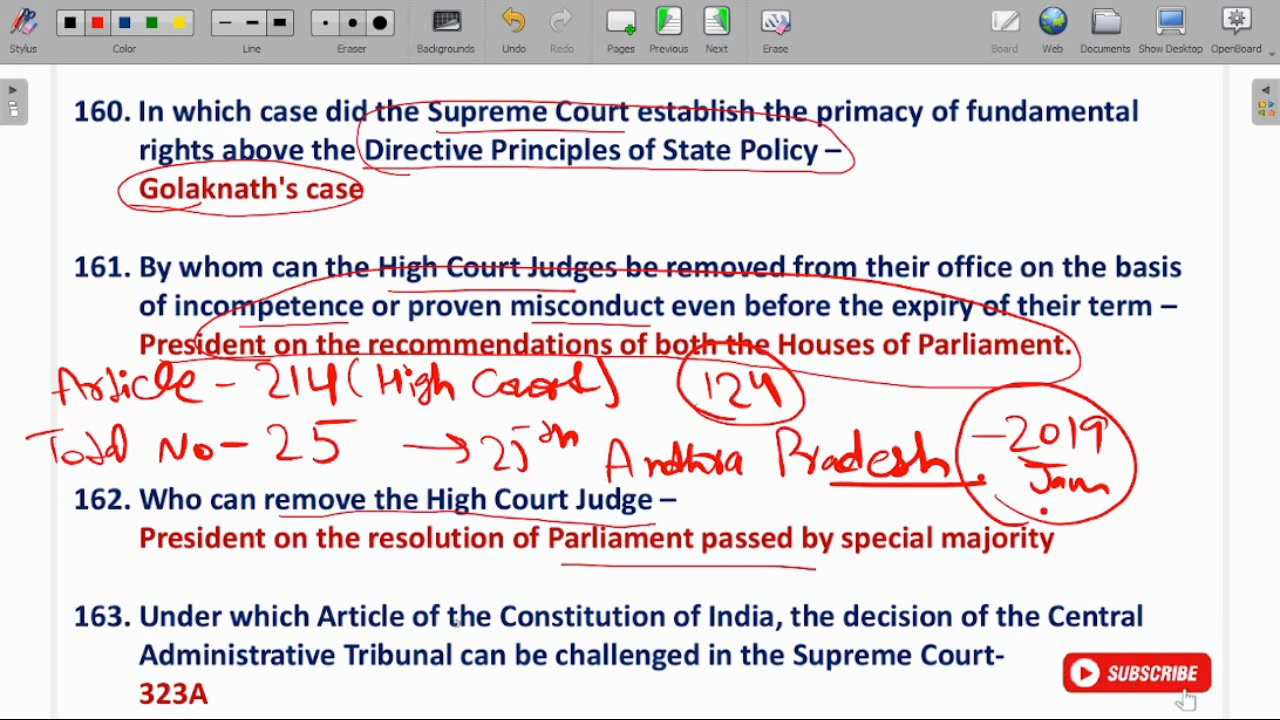 Stylus Color Line Eraser Backgrounds Undo Redo Pages Previous Next Erase Board Web Documents Show Desktop OpenBoard
160. In which case did the Supreme Court establish the primacy of fundamental
rights above the Directive Principles of State Policy –
Golaknath's case
161. By whom can the High Court Judges be removed from their office on the basis
of incompetence or proven misconduct even before the expiry of their term –
President on the recommendations of both the Houses of Parliament.
Article - 214 (High Court) 124
Total No - 25 → 25th Andhra Pradesh - 2019
Jan
162. Who can remove the High Court Judge –
President on the resolution of Parliament passed by special majority
163. Under which Article of the Constitution of India, the decision of the Central
Administrative Tribunal can be challenged in the Supreme Court-
323A
SUBSCRIBE